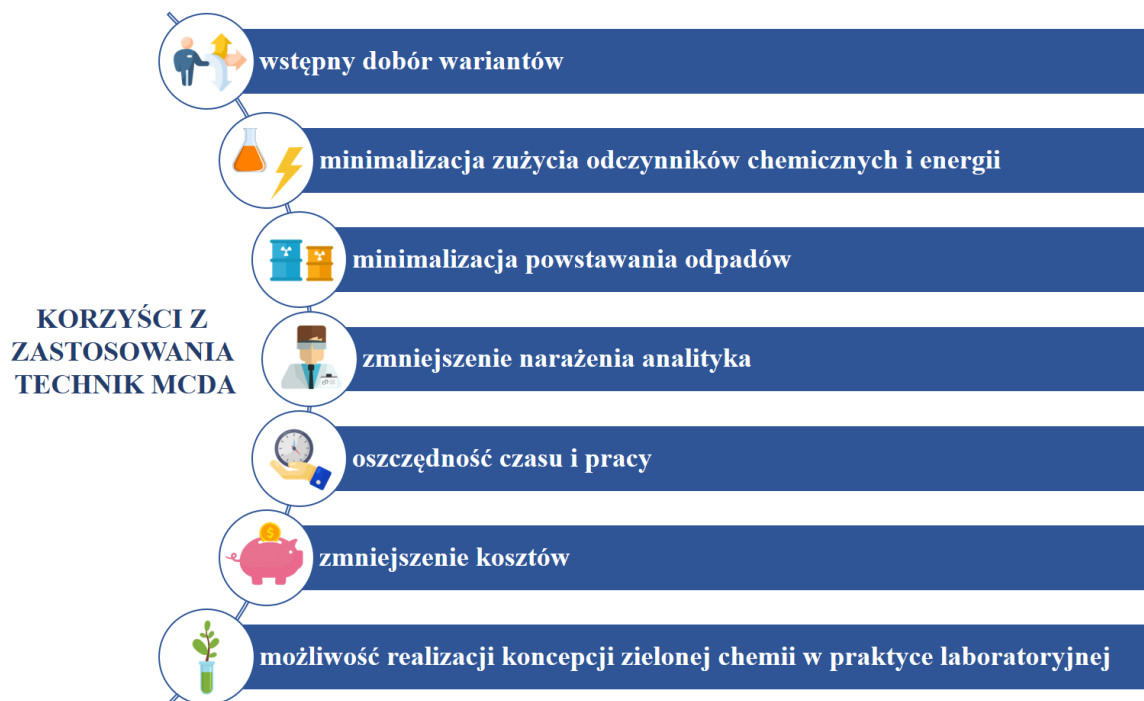 KORZYŚCI Z
ZASTOSOWANIA
TECHNIK MCDA
wstępny dobór wariantów
minimalizacja zużycia odczynników chemicznych i energii
minimalizacja powstawania odpadów
zmniejszenie narażenia analityka
oszczędność czasu i pracy
zmniejszenie kosztów
możliwość realizacji koncepcji zielonej chemii w praktyce laboratoryjnej